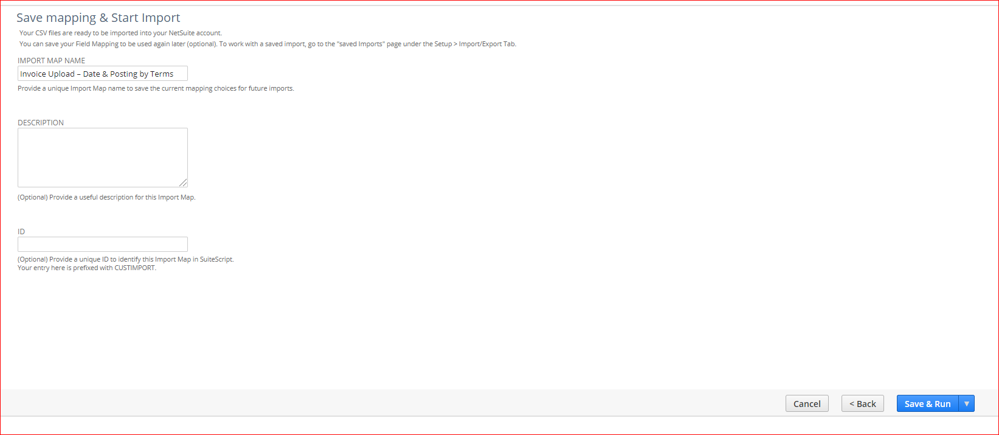 Save mapping & Start Import
Your CSV files are ready to be imported into your NetSuite account.
You can save your Field Mapping to be used again later (optional). To work with a saved import, go to the "saved Imports" page under the Setup > Import/Export Tab.
IMPORT MAP NAME
Invoice Upload – Date & Posting by Terms
Provide a unique Import Map name to save the current mapping choices for future imports.
DESCRIPTION
(Optional) Provide a useful description for this Import Map.
ID
(Optional) Provide a unique ID to identify this Import Map in SuiteScript.
Your entry here is prefixed with CUSTIMPORT.
Cancel
< Back
Save & Run